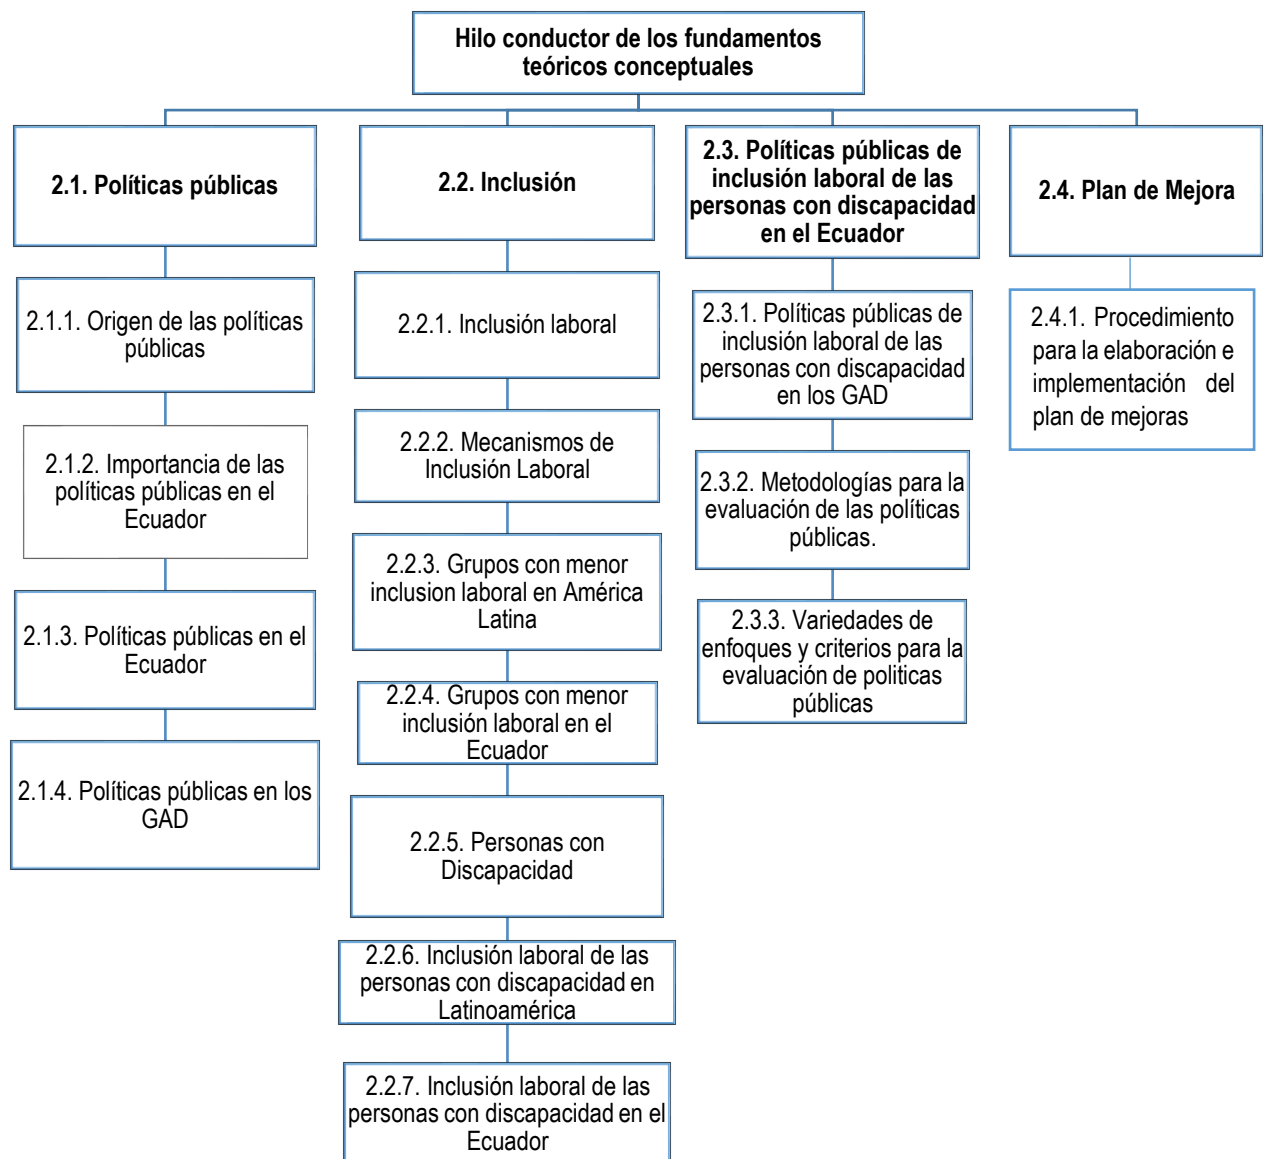 Hilo conductor de los fundamentos
teóricos conceptuales
2.1. Políticas públicas
2.1.1. Origen de las políticas
públicas
2.1.2. Importancia de las
políticas públicas en el
Ecuador
2.1.3. Políticas públicas en el
Ecuador
2.1.4. Políticas públicas en los
GAD
2.2. Inclusión
2.2.1. Inclusión laboral
2.2.2. Mecanismos de
Inclusión Laboral
2.2.3. Grupos con menor
inclusion laboral en América
Latina
2.2.4. Grupos con menor
inclusión laboral en el
Ecuador
2.2.5. Personas con
Discapacidad
2.2.6. Inclusión laboral de las
personas con discapacidad en
Latinoamérica
2.2.7. Inclusión laboral de las
personas con discapacidad en el
Ecuador
2.3. Políticas públicas de
inclusión laboral de las
personas con discapacidad
en el Ecuador
2.3.1. Políticas públicas de
inclusión laboral de las
personas con discapacidad
en los GAD
2.3.2. Metodologías para la
evaluación de las políticas
públicas.
2.3.3. Variedades de
enfoques y criterios para la
evaluación de politicas
públicas
2.4. Plan de Mejora
2.4.1. Procedimiento
para la elaboración e
implementación del
plan de mejoras